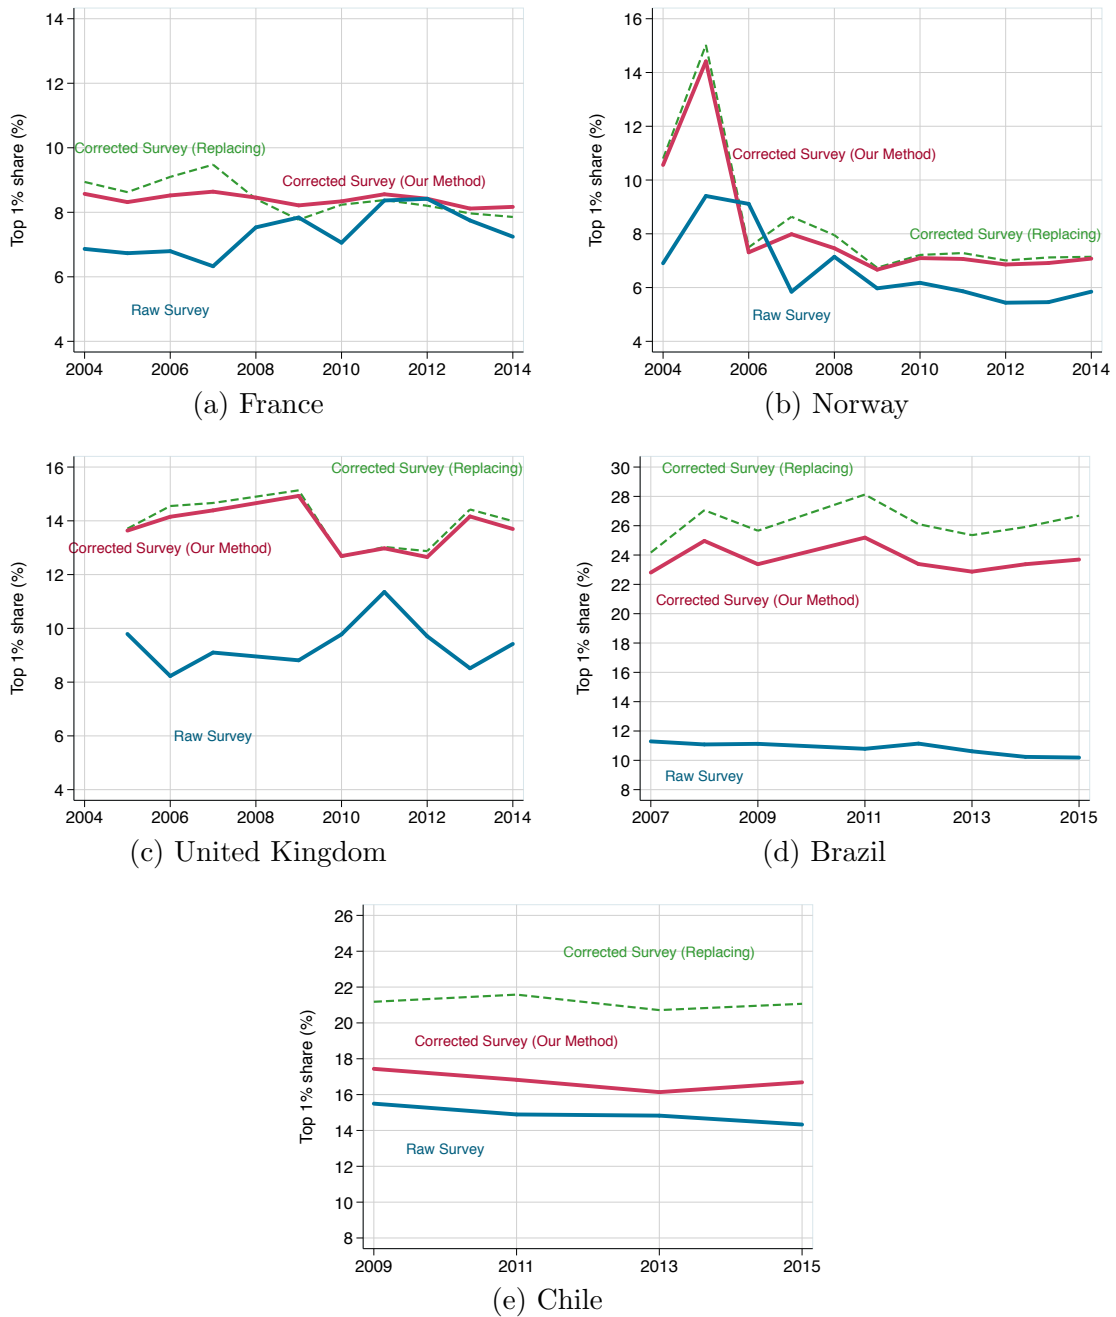 Top 1% share (%)
14
12
10
8
6
4
Corrected Survey (Replacing)
Corrected Survey (Our Method)
Raw Survey
2004 2006 2008 2010 2012 2014
(a) France
Top 1% share (%)
16
14
12
10
8
6
4
Corrected Survey (Our Method)
Corrected Survey (Replacing)
Raw Survey
2004 2006 2008 2010 2012 2014
(b) Norway
Top 1% share (%)
16
14
12
10
8
6
4
Corrected Survey (Replacing)
Corrected Survey (Our Method)
Raw Survey
2004 2006 2008 2010 2012 2014
(c) United Kingdom
Top 1% share (%)
30
28
26
24
22
20
18
16
14
12
10
8
Corrected Survey (Replacing)
Corrected Survey (Our Method)
Raw Survey
2007 2009 2011 2013 2015
(d) Brazil
Top 1% share (%)
26
24
22
20
18
16
14
12
10
8
Corrected Survey (Replacing)
Corrected Survey (Our Method)
Raw Survey
2009 2011 2013 2015
(e) Chile